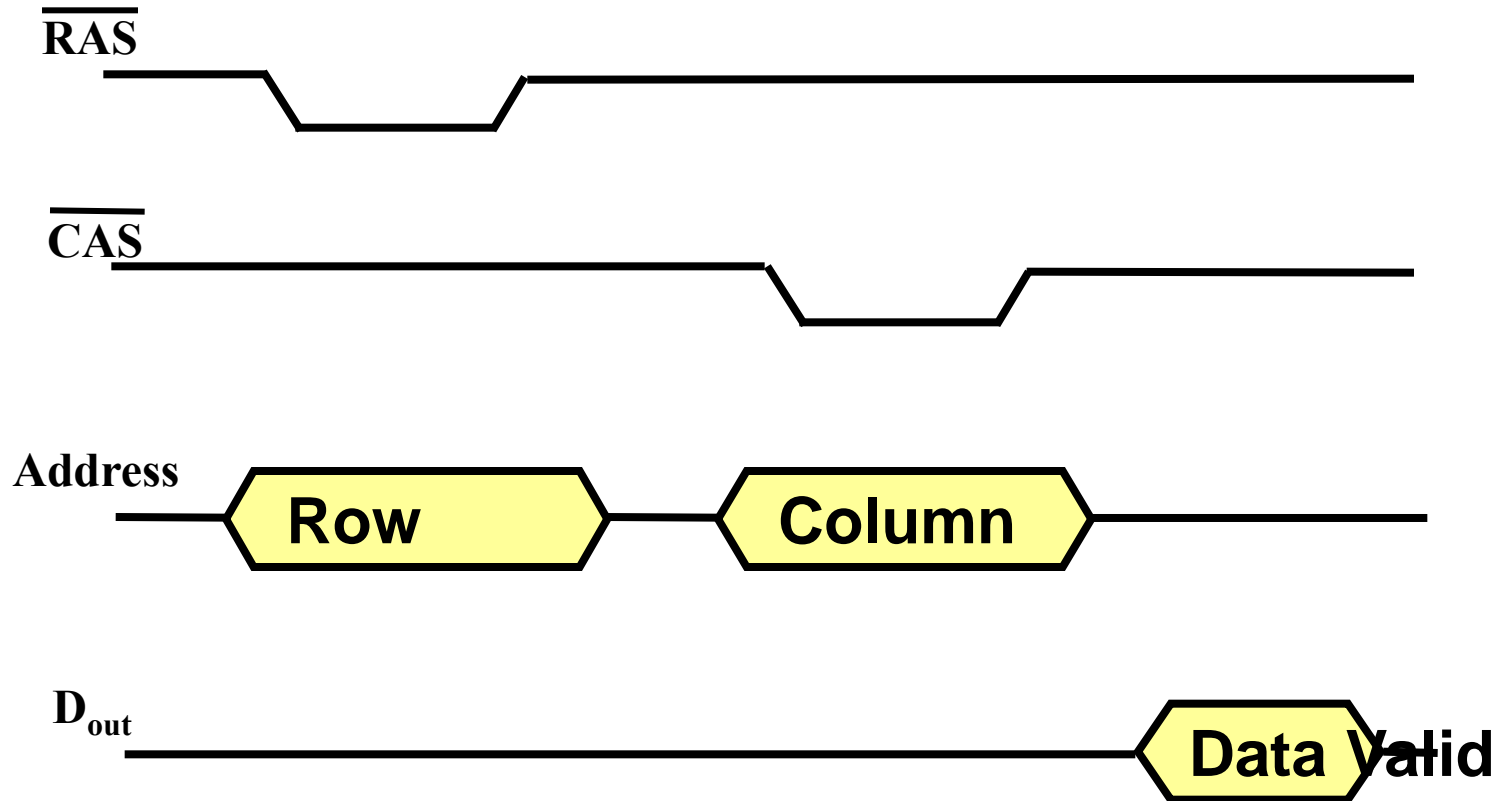 RAS
CAS
Address
Row Column
Dout
Data Valid